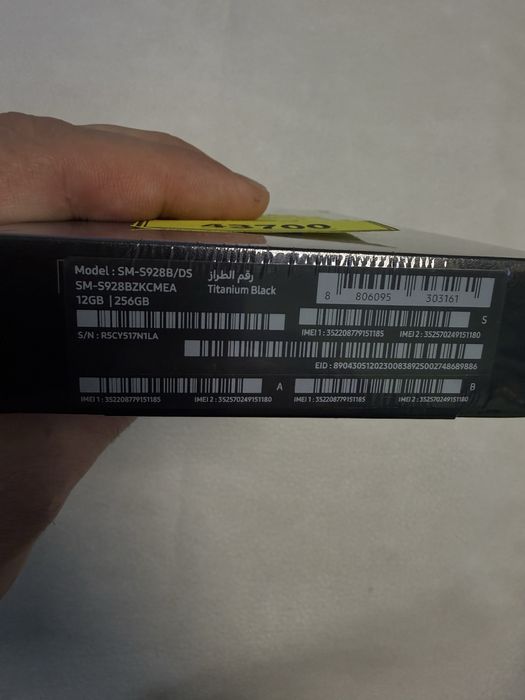 43700
Model : SM-S928B/DS رقم الطراز
SM-S928BZKCMEA Titanium Black
12GB | 256GB
8 806095 303161
S
S/N : R5CY517N1LA
IMEI 1 : 352208779151185 IMEI 2 : 352570249151180
EID : 89043051202300838925002748689886
A
B
IMEI 1 : 352208779151185 IMEI 2 : 352570249151180
IMEI 1 : 352208779151185 IMEI 2 : 352570249151180